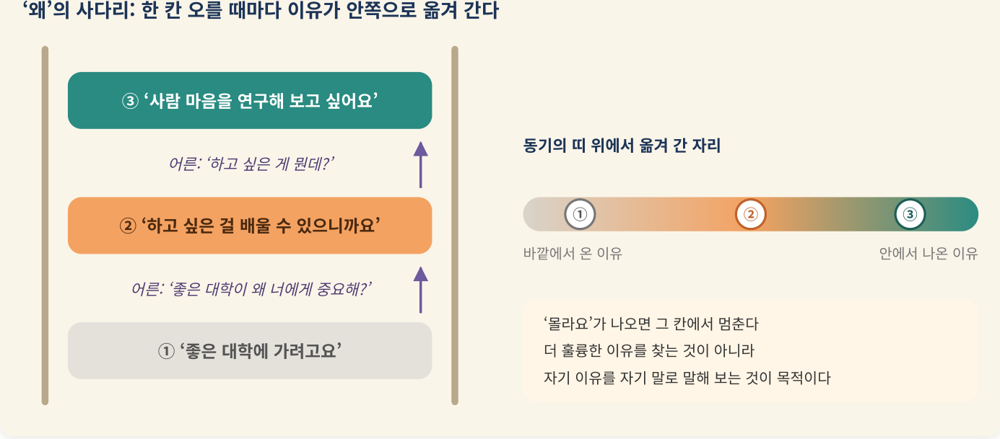 ‘왜’의 사다리: 한 칸 오를 때마다 이유가 안쪽으로 옮겨 간다
③ ‘사람 마음을 연구해 보고 싶어요’
어른: ‘하고 싶은 게 뭔데?’
② ‘하고 싶은 걸 배울 수 있으니까요’
어른: ‘좋은 대학이 왜 너에게 중요해?’
① ‘좋은 대학에 가려고요’
동기의 띠 위에서 옮겨 간 자리
① ② ③
바깥에서 온 이유 안에서 나온 이유
‘몰라요’가 나오면 그 칸에서 멈춘다
더 훌륭한 이유를 찾는 것이 아니라
자기 이유를 자기 말로 말해 보는 것이 목적이다